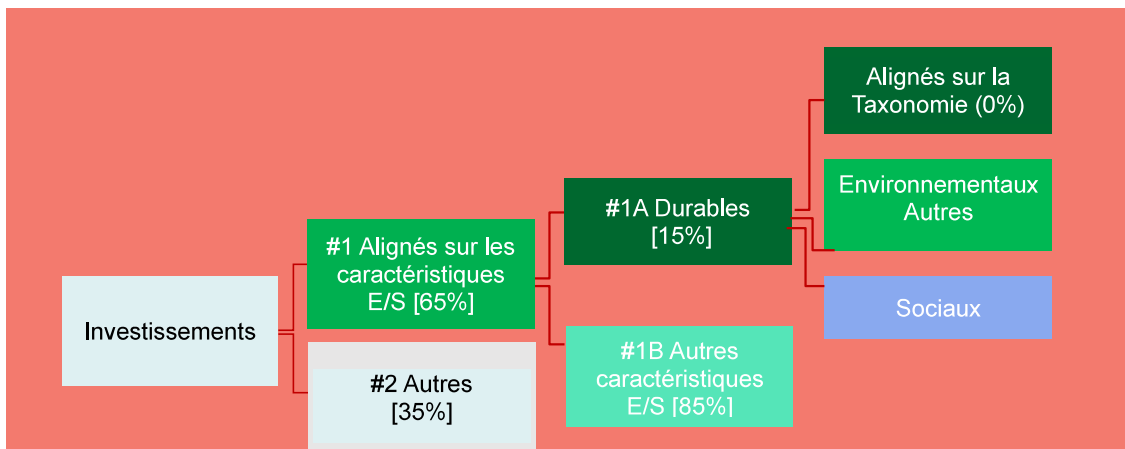 Alignés sur la
Taxonomie (0%)
Environnementaux
Autres
#1A Durables
[15%]
#1 Alignés sur les
caractéristiques
E/S [65%]
Sociaux
Investissements
#1B Autres
caractéristiques
E/S [85%]
#2 Autres
[35%]